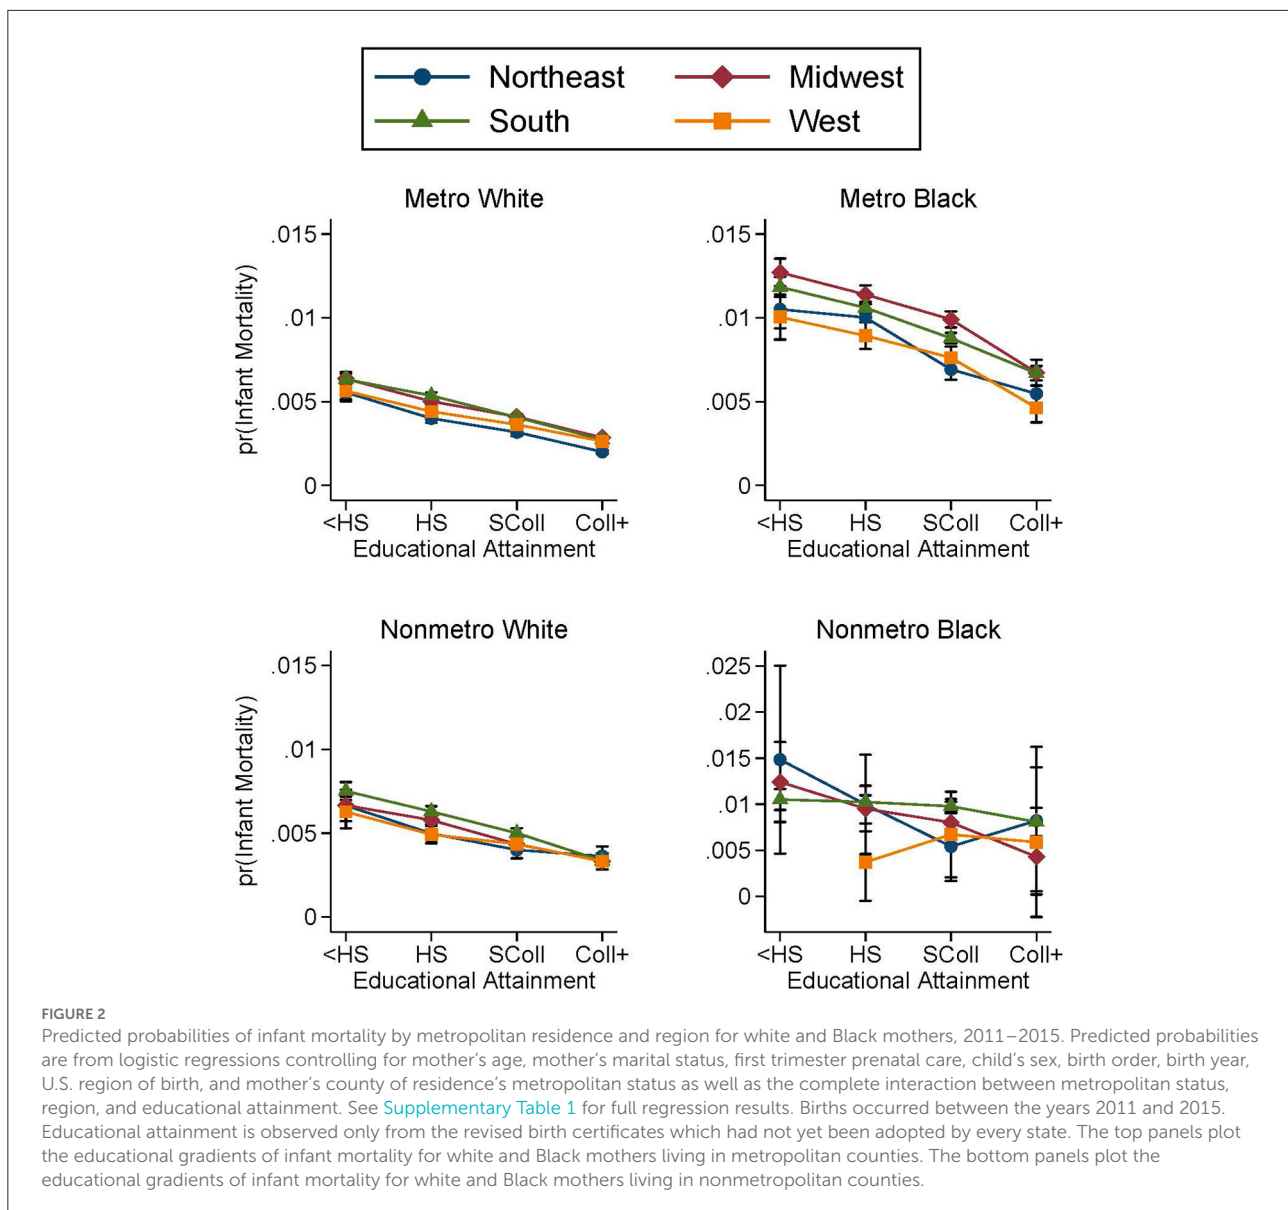 Northeast
Midwest
South
West
Metro White
Metro Black
pr(Infant Mortality)
.015
.01
.005
0
<HS
HS
SColl
Coll+
Educational Attainment
.015
.01
.005
0
<HS
HS
SColl
Coll+
Educational Attainment
Nonmetro White
Nonmetro Black
pr(Infant Mortality)
.015
.01
.005
0
<HS
HS
SColl
Coll+
Educational Attainment
.025
.02
.015
.01
.005
0
<HS
HS
SColl
Coll+
Educational Attainment
FIGURE 2
Predicted probabilities of infant mortality by metropolitan residence and region for white and Black mothers, 2011–2015. Predicted probabilities
are from logistic regressions controlling for mother's age, mother's marital status, first trimester prenatal care, child's sex, birth order, birth year,
U.S. region of birth, and mother's county of residence's metropolitan status as well as the complete interaction between metropolitan status,
region, and educational attainment. See Supplementary Table 1 for full regression results. Births occurred between the years 2011 and 2015.
Educational attainment is observed only from the revised birth certificates which had not yet been adopted by every state. The top panels plot
the educational gradients of infant mortality for white and Black mothers living in metropolitan counties. The bottom panels plot the
educational gradients of infant mortality for white and Black mothers living in nonmetropolitan counties.